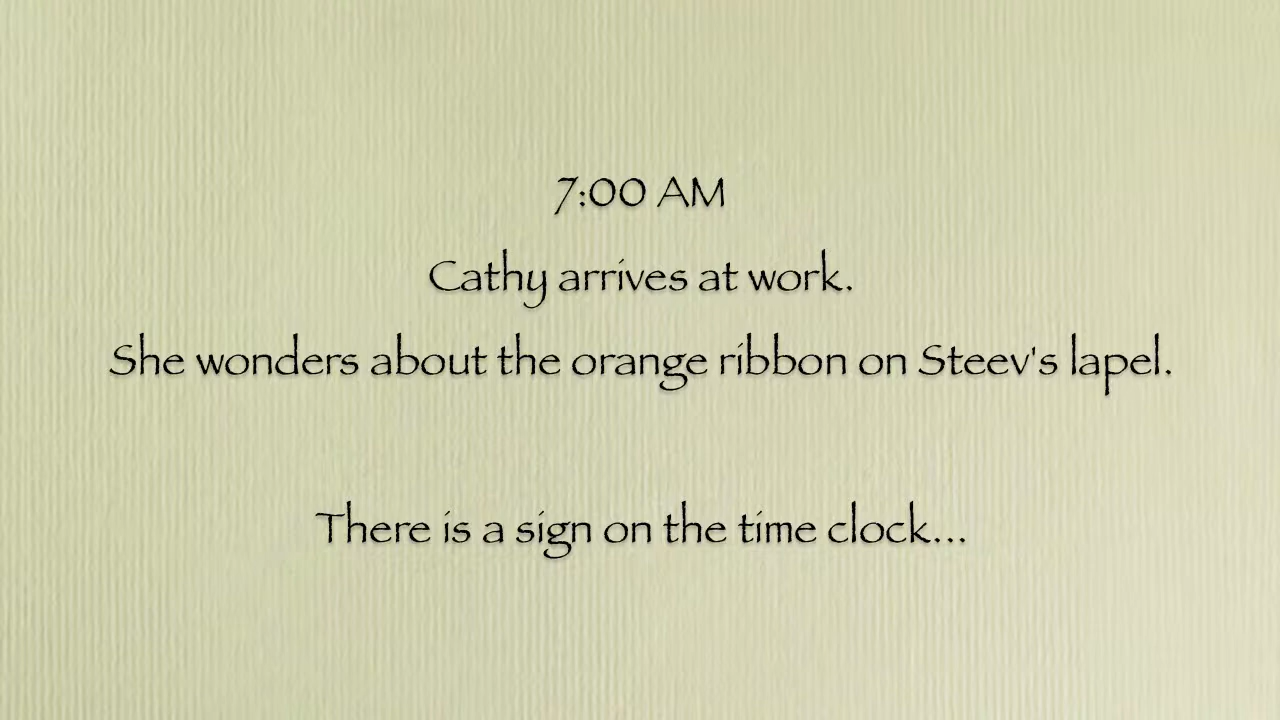 7:00 AM
Cathy arrives at work.
She wonders about the orange ribbon on Steev's lapel.
There is a sign on the time clock...